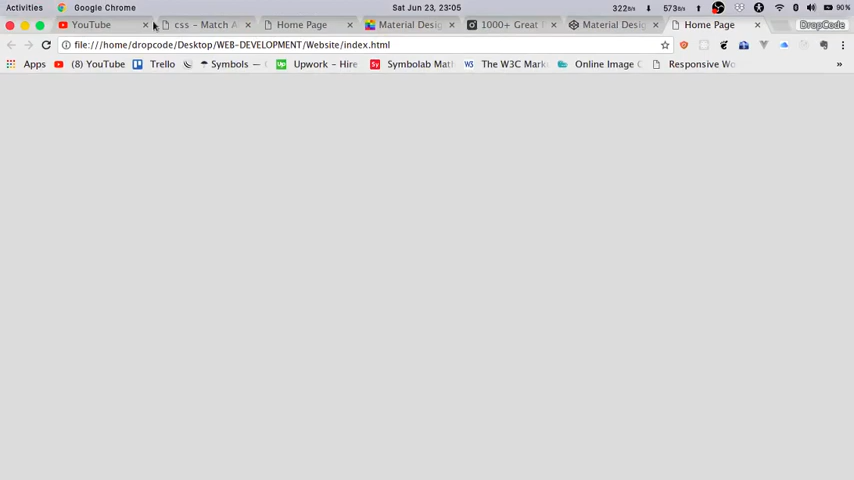 Activities Google Chrome Sat Jun 23, 23:05 322B/s 573B/s 90%
YouTube css - Match A Home Page Material Desig 1000+ Great Material Desig Home Page DropCode
file:///home/dropcode/Desktop/WEB-DEVELOPMENT/Website/index.html
Apps (8) YouTube Trello Symbols — Upwork - Hire Sy Symbolab Mat The W3C Mark Online Image Responsive »